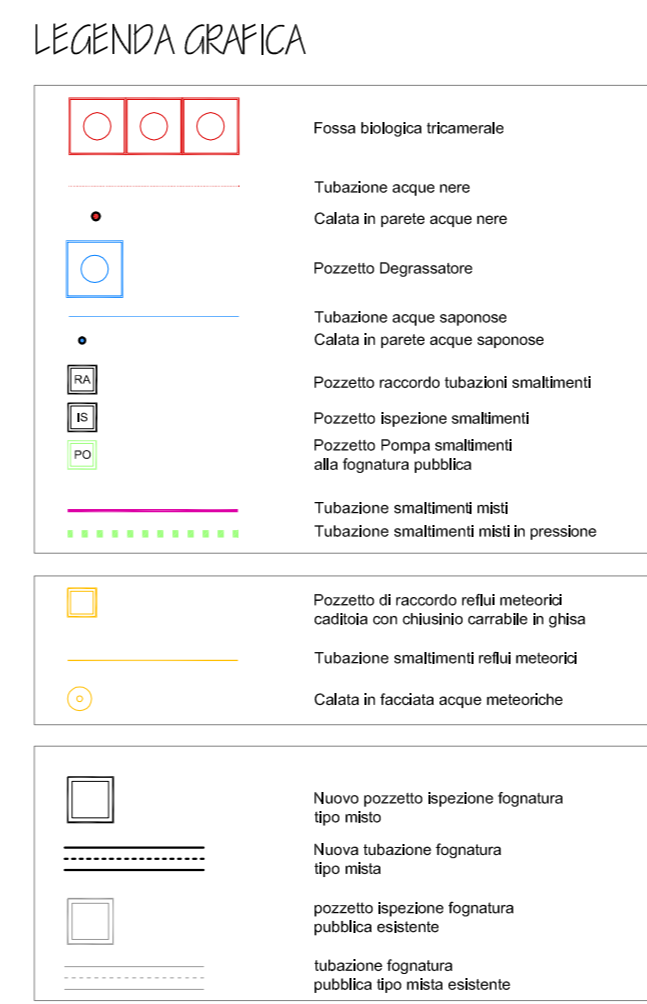 LEGENDA GRAFICA
Fossa biologica tricamerale
Tubazione acque nere
Calata in parete acque nere
Pozzetto Degrassatore
Tubazione acque saponose
Calata in parete acque saponose
RA
Pozzetto raccordo tubazioni smaltimenti
IS
Pozzetto ispezione smaltimenti
PO
Pozzetto Pompa smaltimenti
alla fognatura pubblica
Tubazione smaltimenti misti
Tubazione smaltimenti misti in pressione
Pozzetto di raccordo reflui meteorici
caditoia con chiusinio carrabile in ghisa
Tubazione smaltimenti reflui meteorici
Calata in facciata acque meteoriche
Nuovo pozzetto ispezione fognatura
tipo misto
Nuova tubazione fognatura
tipo mista
pozzetto ispezione fognatura
pubblica esistente
tubazione fognatura
pubblica tipo mista esistente